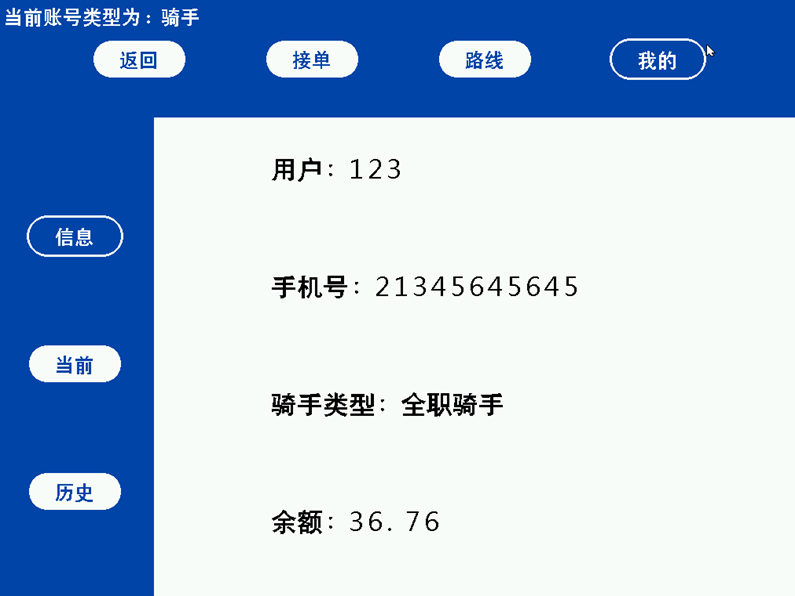 当前账号类型为：骑手
返回
接单
路线
我的
用户：123
信息
手机号：21345645645
当前
骑手类型：全职骑手
历史
余额：36.76